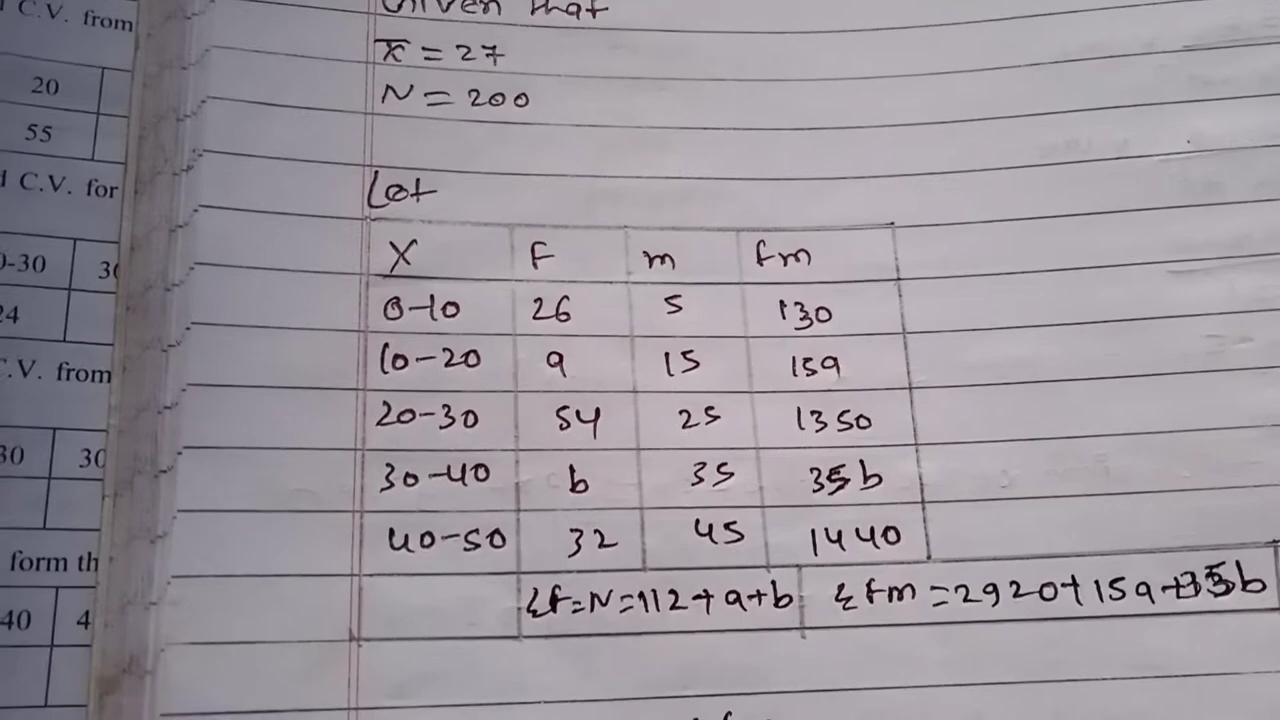 C.V. from
20
55
C.V. for
0-30 30
24
C.V. from
30 30
form th
40 4
Given that
x̅ = 27
N = 200
Let
X F m fm
0-10 26 5 130
10-20 a 15 15a
20-30 54 25 1350
30-40 b 35 35b
40-50 32 45 1440
Σf=N=112+a+b Σfm=2920+15a+35b